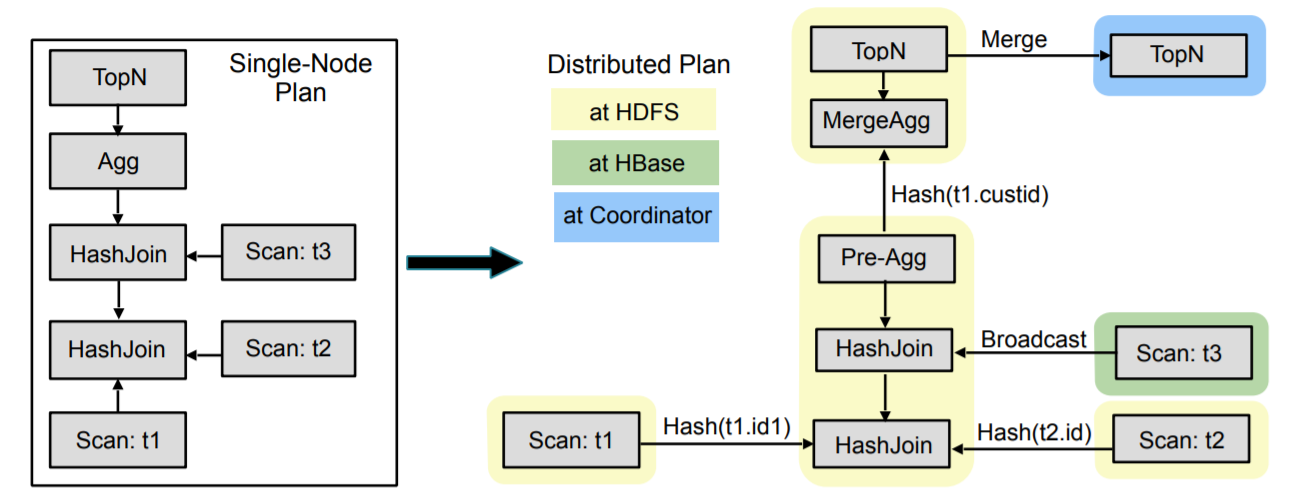 Single-Node
Plan
TopN
Agg
HashJoin
Scan: t3
HashJoin
Scan: t2
Scan: t1
Distributed Plan
at HDFS
at HBase
at Coordinator
TopN
Merge
TopN
MergeAgg
Hash(t1.custid)
Pre-Agg
HashJoin
Broadcast
Scan: t3
Scan: t1
Hash(t1.id1)
HashJoin
Hash(t2.id)
Scan: t2